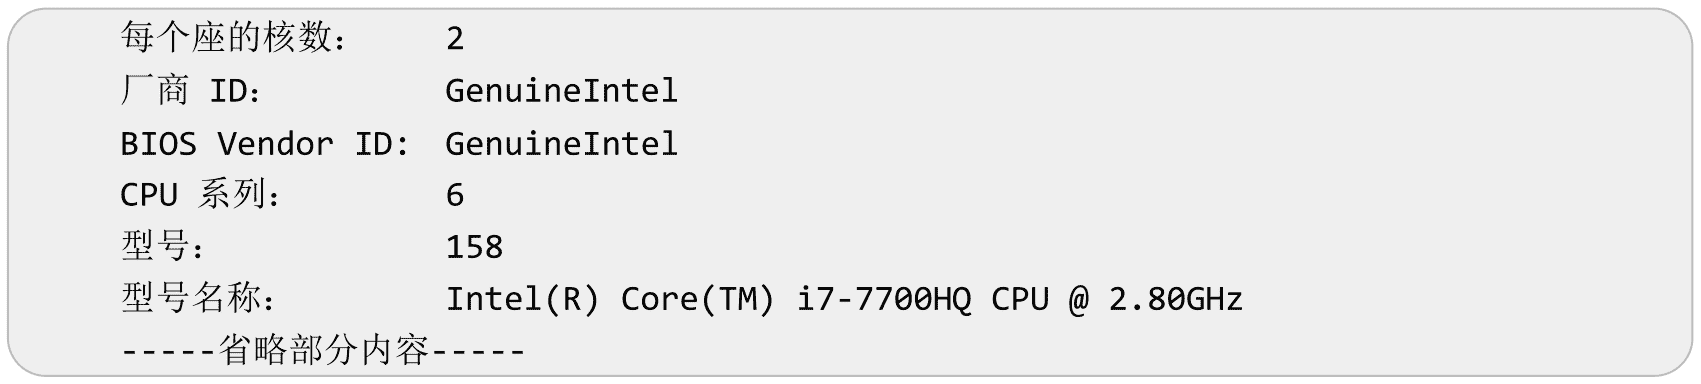 每个座的核数: 2
厂商 ID: GenuineIntel
BIOS Vendor ID: GenuineIntel
CPU 系列: 6
型号: 158
型号名称: Intel(R) Core(TM) i7-7700HQ CPU @ 2.80GHz
-----省略部分内容-----